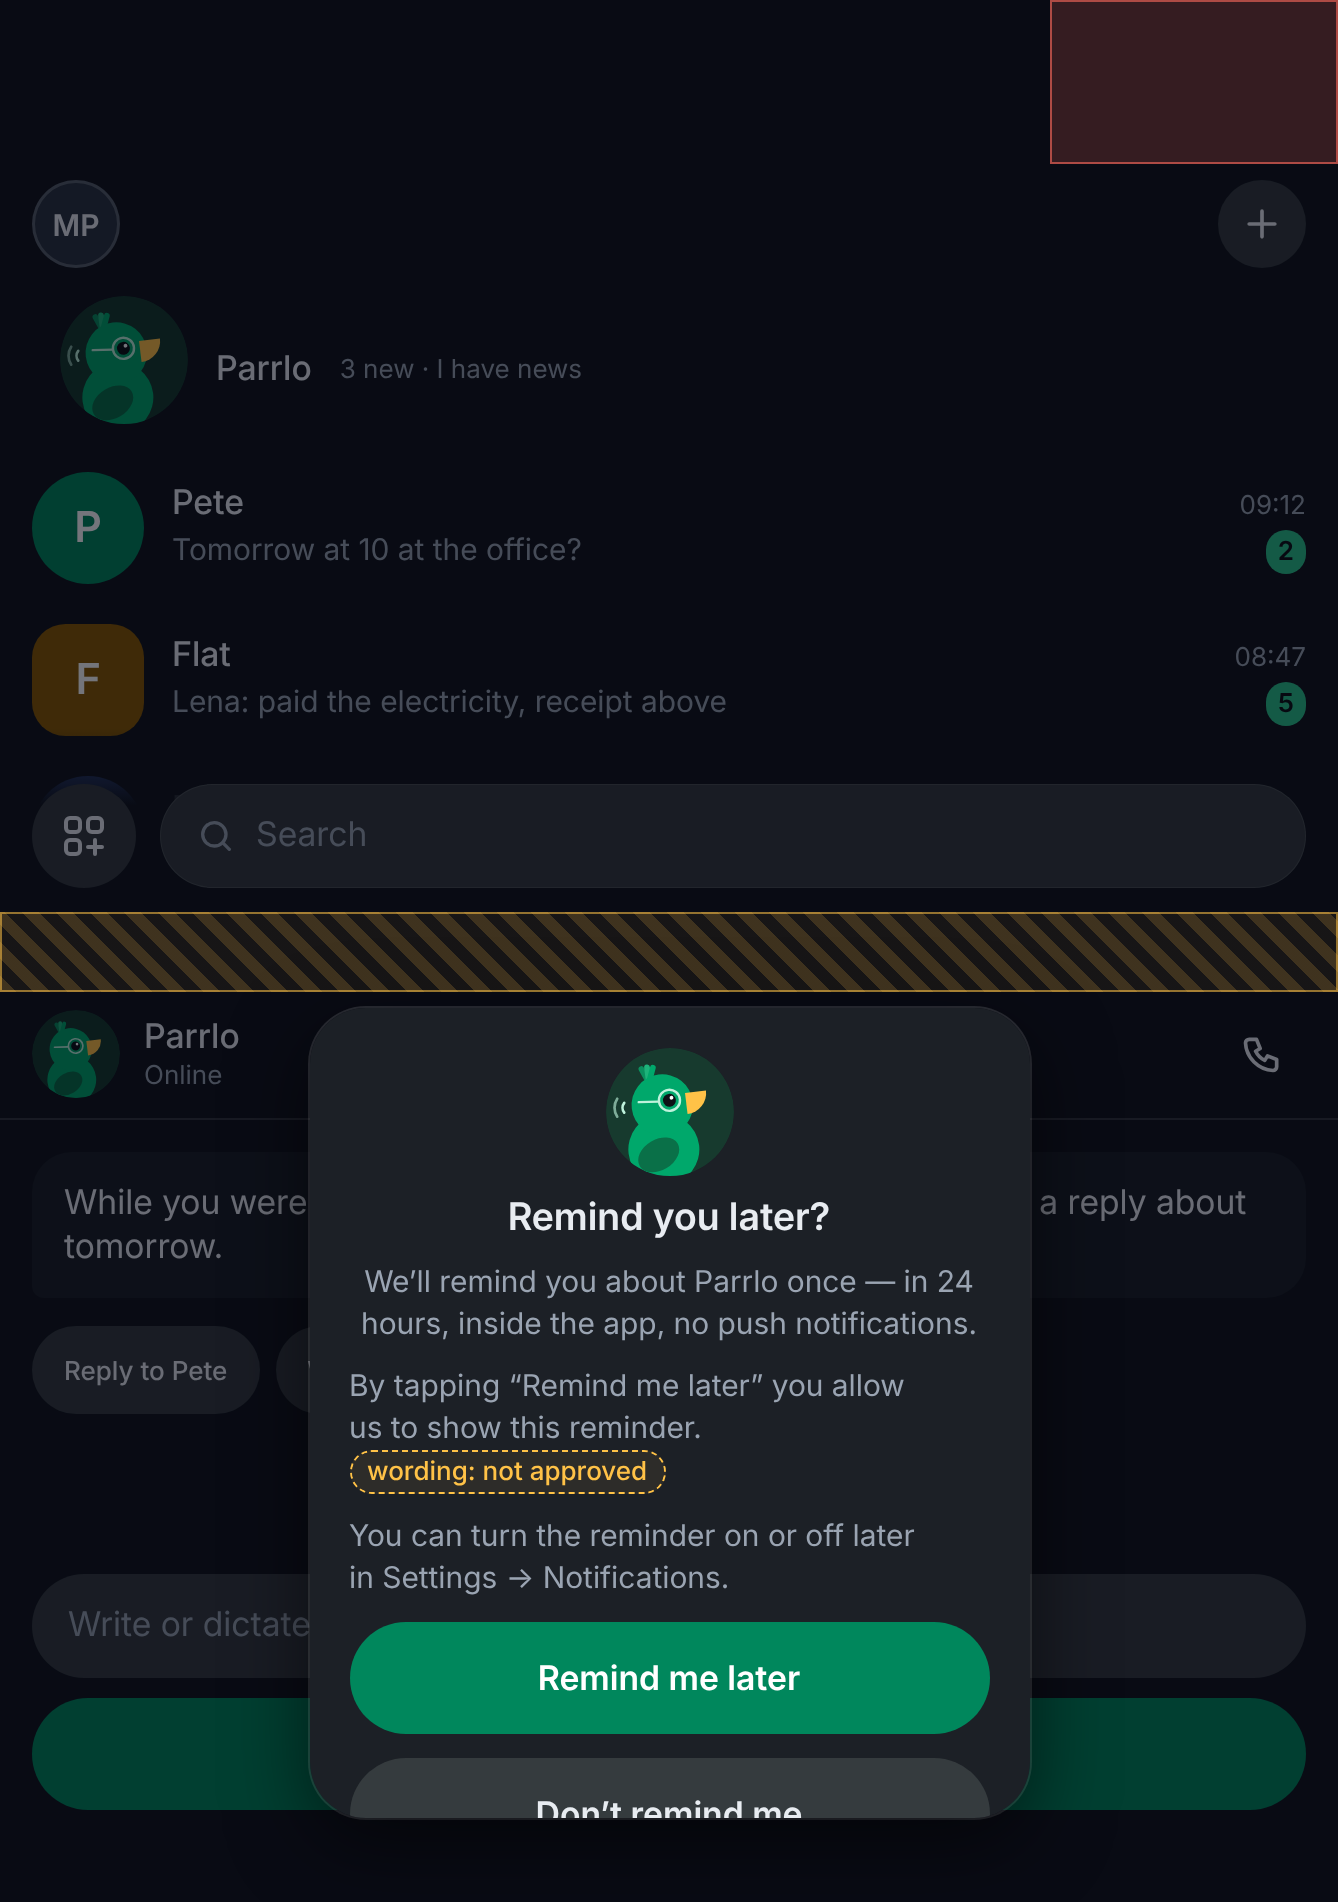 MP
Parrlo 3 new · I have news
P
Pete
09:12
Tomorrow at 10 at the office?
2
F
Flat
08:47
Lena: paid the electricity, receipt above
5
Search
Parrlo
Online
While you were
a reply about
tomorrow.
Reply to Pete
Write or dictate
Remind you later?
We’ll remind you about Parrlo once — in 24
hours, inside the app, no push notifications.
By tapping “Remind me later” you allow
us to show this reminder.
wording: not approved
You can turn the reminder on or off later
in Settings → Notifications.
Remind me later
Don’t remind me